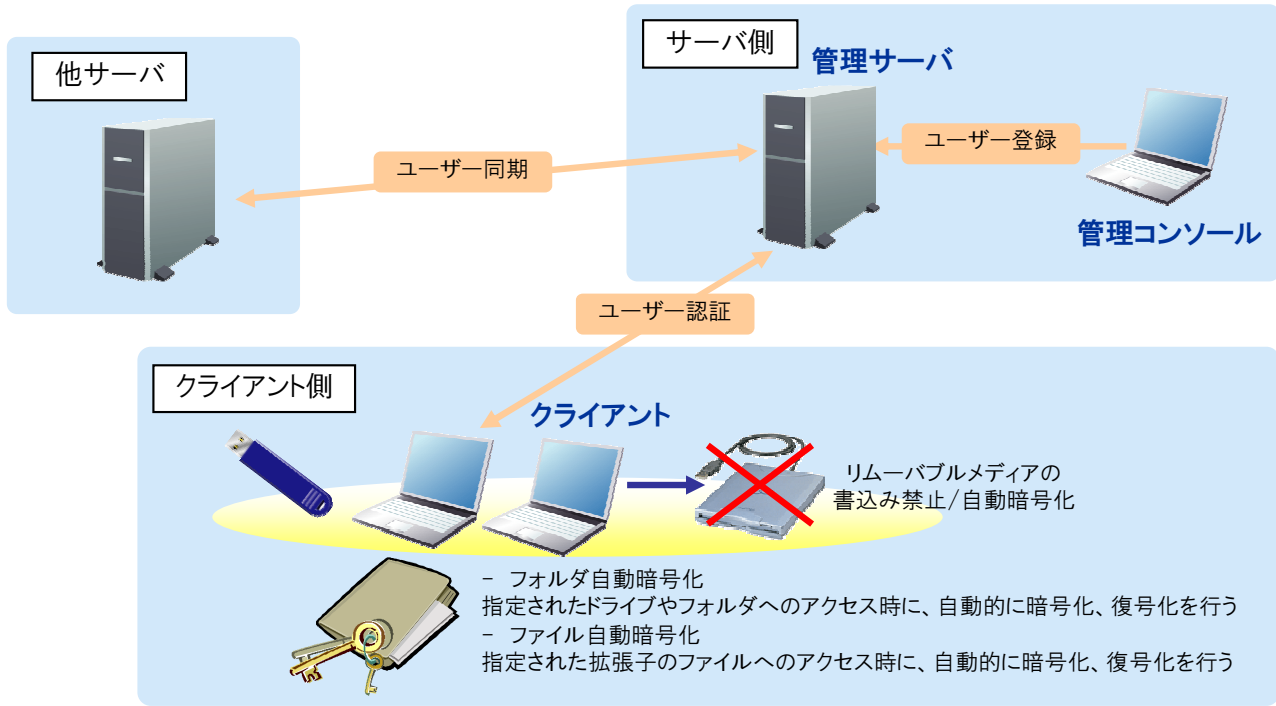 他サーバ
サーバ側
管理サーバ
ユーザー同期
ユーザー登録
管理コンソール
ユーザー認証
クライアント側
クライアント
リムーバブルメディアの
書込み禁止/自動暗号化
- フォルダ自動暗号化
指定されたドライブやフォルダへのアクセス時に、自動的に暗号化、復号化を行う
- ファイル自動暗号化
指定された拡張子のファイルへのアクセス時に、自動的に暗号化、復号化を行う